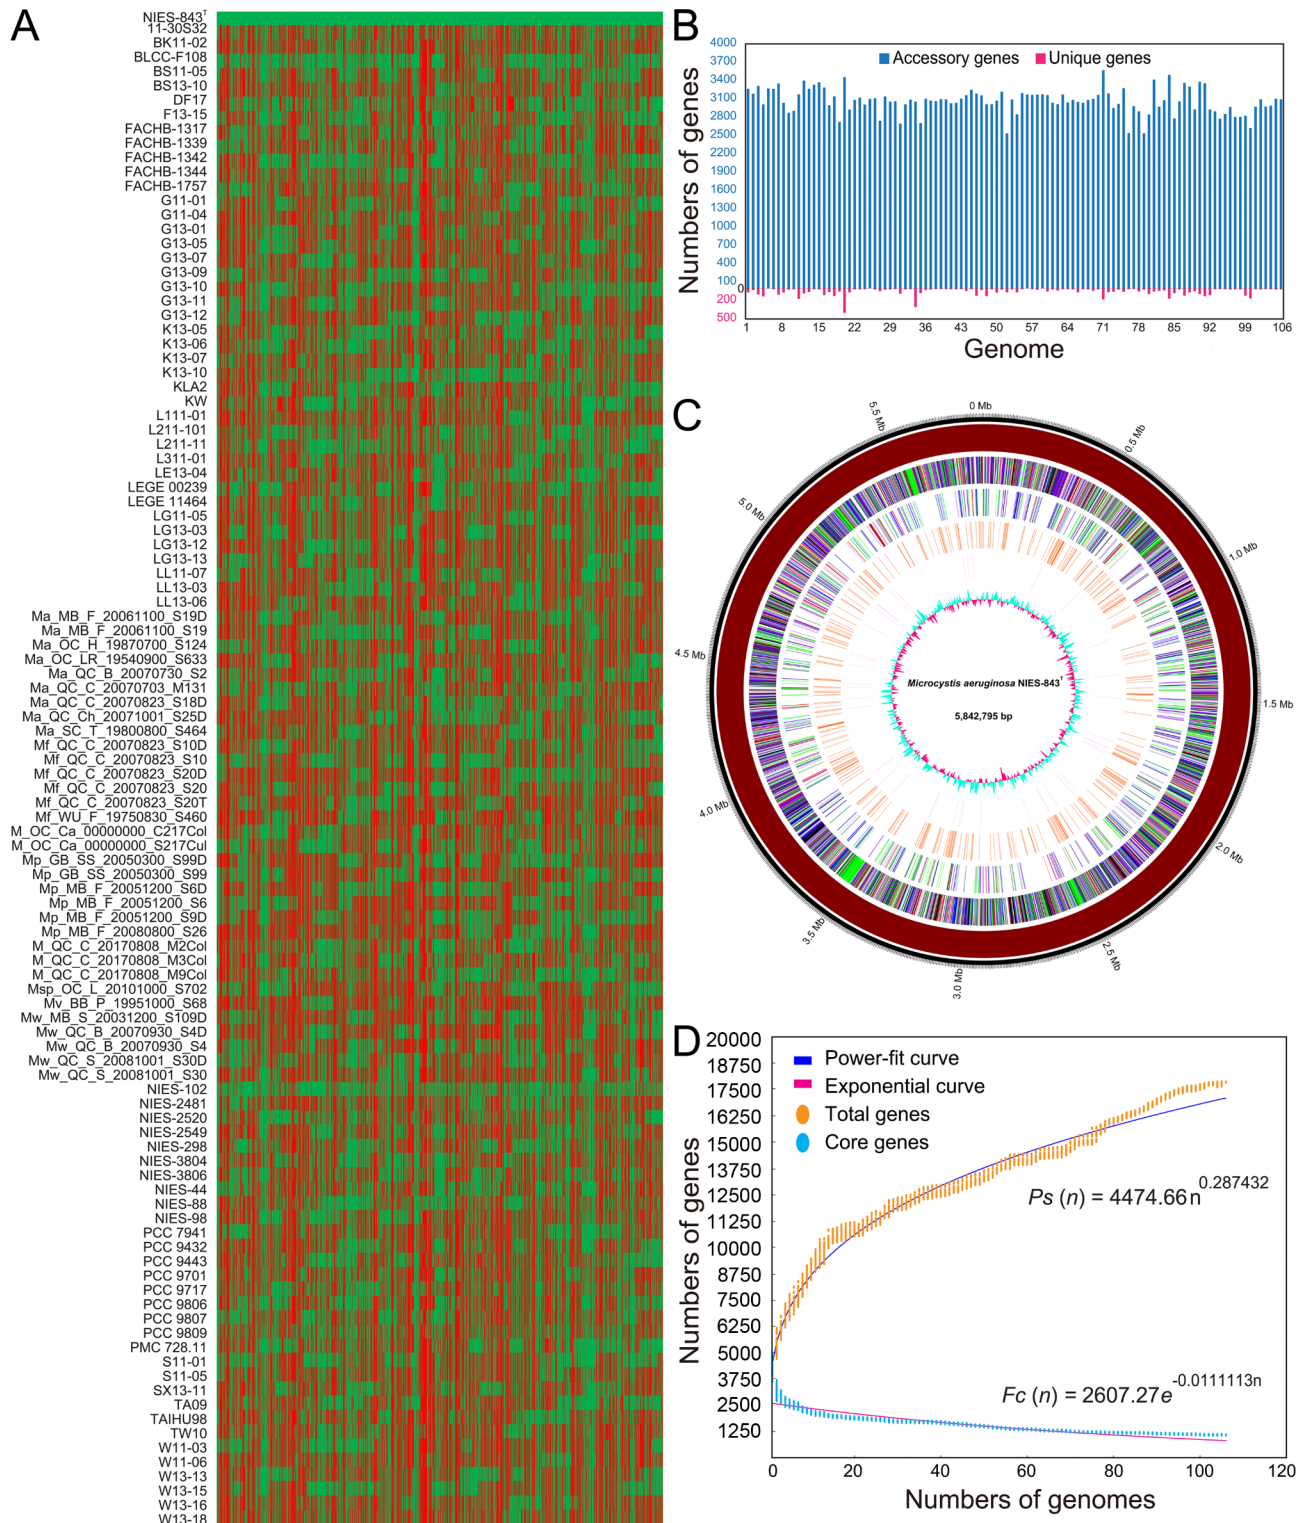 A
NIES-843T
11-30S32
BK11-02
BLCC-F108
BS11-05
BS13-10
DF17
F13-15
FACHB-1317
FACHB-1339
FACHB-1342
FACHB-1344
FACHB-1757
G11-01
G11-04
G13-01
G13-05
G13-07
G13-09
G13-10
G13-11
G13-12
K13-05
K13-06
K13-07
K13-10
KLA2
KW
L111-01
L211-101
L211-11
L311-01
LE13-04
LEGE 00239
LEGE 11464
LG11-05
LG13-03
LG13-12
LG13-13
LL11-07
LL13-03
LL13-06
Ma_MB_F_20061100_S19D
Ma_MB_F_20061100_S19
Ma_OC_H_19870700_S124
Ma_OC_LR_19540900_S633
Ma_QC_B_20070730_S2
Ma_QC_C_20070703_M131
Ma_QC_C_20070823_S18D
Ma_QC_Ch_20071001_S25D
Ma_SC_T_19800800_S464
Mf_QC_C_20070823_S10D
Mf_QC_C_20070823_S10
Mf_QC_C_20070823_S20D
Mf_QC_C_20070823_S20
Mf_QC_C_20070823_S20T
Mf_WU_F_19750830_S460
M_OC_Ca_00000000_C217Col
M_OC_Ca_00000000_S217Cul
Mp_GB_SS_20050300_S99D
Mp_GB_SS_20050300_S99
Mp_MB_F_20051200_S6D
Mp_MB_F_20051200_S6
Mp_MB_F_20051200_S9D
Mp_MB_F_20080800_S26
M_QC_C_20170808_M2Col
M_QC_C_20170808_M3Col
M_QC_C_20170808_M9Col
Msp_OC_L_20101000_S702
Mv_BB_P_19951000_S68
Mw_MB_S_20031200_S109D
Mw_QC_B_20070930_S4D
Mw_QC_B_20070930_S4
Mw_QC_S_20081001_S30D
Mw_QC_S_20081001_S30
NIES-102
NIES-2481
NIES-2520
NIES-2549
NIES-298
NIES-3804
NIES-3806
NIES-44
NIES-88
NIES-98
PCC 7941
PCC 9432
PCC 9443
PCC 9701
PCC 9717
PCC 9806
PCC 9807
PCC 9809
PMC 728.11
S11-01
S11-05
SX13-11
TA09
TAIHU98
TW10
W11-03
W11-06
W13-13
W13-15
W13-16
W13-18
B
Numbers of genes
Accessory genes
Unique genes
4000
3700
3400
3100
2800
2500
2200
1900
1600
1300
1000
700
400
100
0
200
500
1 8 15 22 29 36 43 50 57 64 71 78 85 92 99 106
Genome
C
0 Mb
0.5 Mb
1.0 Mb
1.5 Mb
2.0 Mb
2.5 Mb
3.0 Mb
3.5 Mb
4.0 Mb
4.5 Mb
5.0 Mb
5.5 Mb
Microcystis aeruginosa NIES-843T
5,842,795 bp
D
Numbers of genes
20000
18750
17500
16250
15000
13750
12500
11250
10000
8750
7500
6250
5000
3750
2500
1250
Power-fit curve
Exponential curve
Total genes
Core genes
Ps (n) = 4474.66n0.287432
Fc (n) = 2607.27e-0.0111113n
0 20 40 60 80 100 120
Numbers of genomes